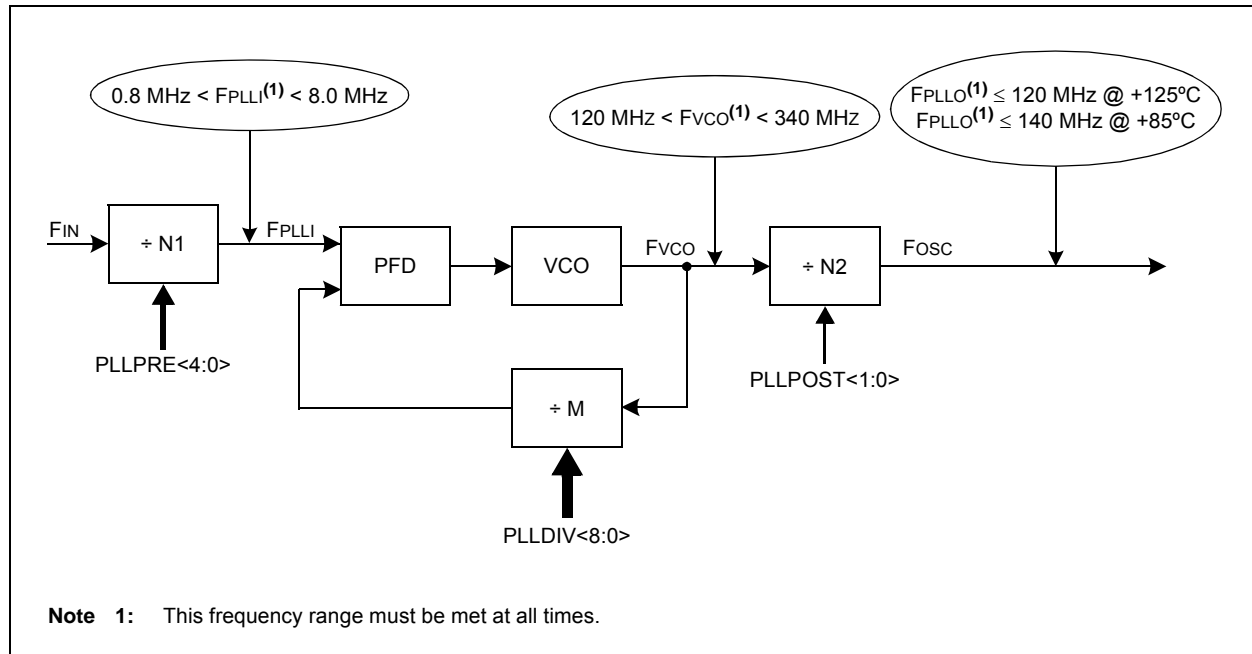 0.8 MHz < FPLLI(1) < 8.0 MHz
120 MHZ < FVCO(1) < 340 MHZ
FPLLO(1) ≤ 120 MHz @ +125ºC
FPLLO(1) ≤ 140 MHz @ +85ºC
FIN
÷ N1
FPLLI
PFD
VCO
FVCO
÷ N2
FOSC
PLLPRE<4:0>
÷ M
PLLPOST<1:0>
PLLDIV<8:0>
Note 1: This frequency range must be met at all times.